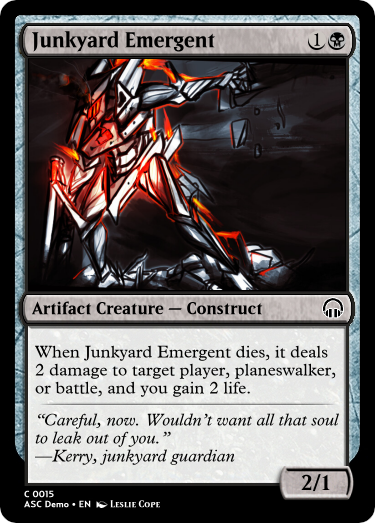 Junkyard Emergent 1
Artifact Creature — Construct
When Junkyard Emergent dies, it deals
2 damage to target player, planeswalker,
or battle, and you gain 2 life.
“Careful, now. Wouldn’t want all that soul
to leak out of you.”
—Kerry, junkyard guardian
2/1
C 0015
ASC Demo • EN Leslie Cope